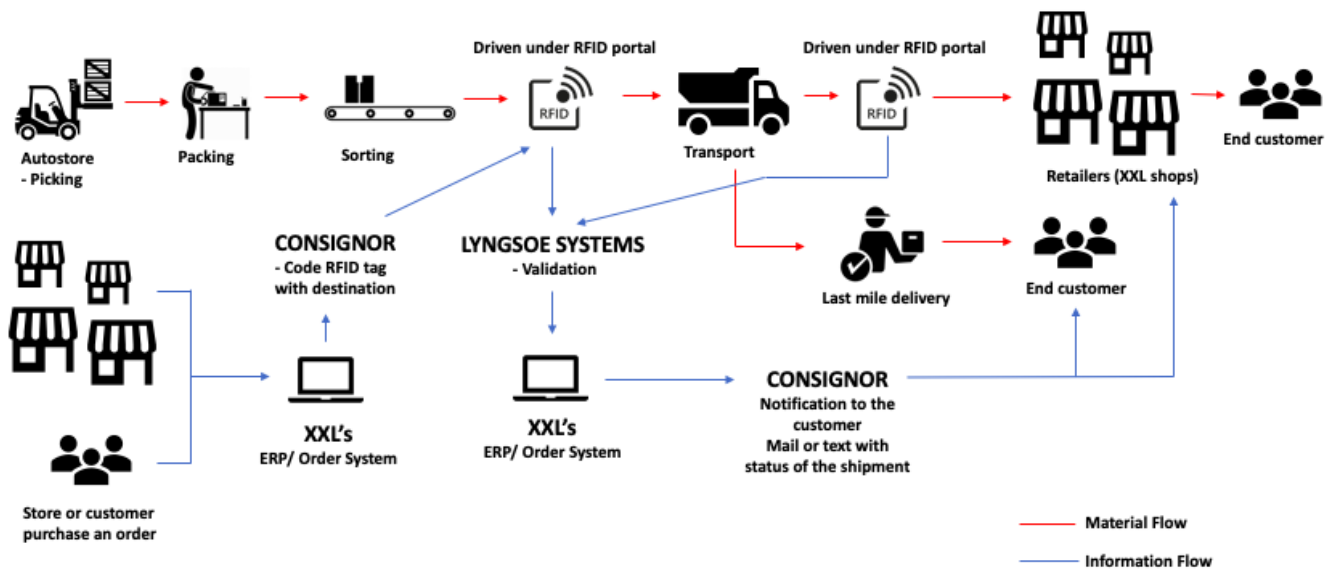 Driven under RFID portal
Driven under RFID portal
RFID
RFID
Autostore
- Picking
Packing
Sorting
Transport
Retailers (XXL shops)
End customer
CONSIGNOR
- Code RFID tag
with destination
LYNGSOE SYSTEMS
- Validation
Last mile delivery
End customer
XXL's
ERP/ Order System
XXL's
ERP/ Order System
CONSIGNOR
Notification to the
customer
Mail or text with
status of the shipment
Store or customer
purchase an order
Material Flow
Information Flow